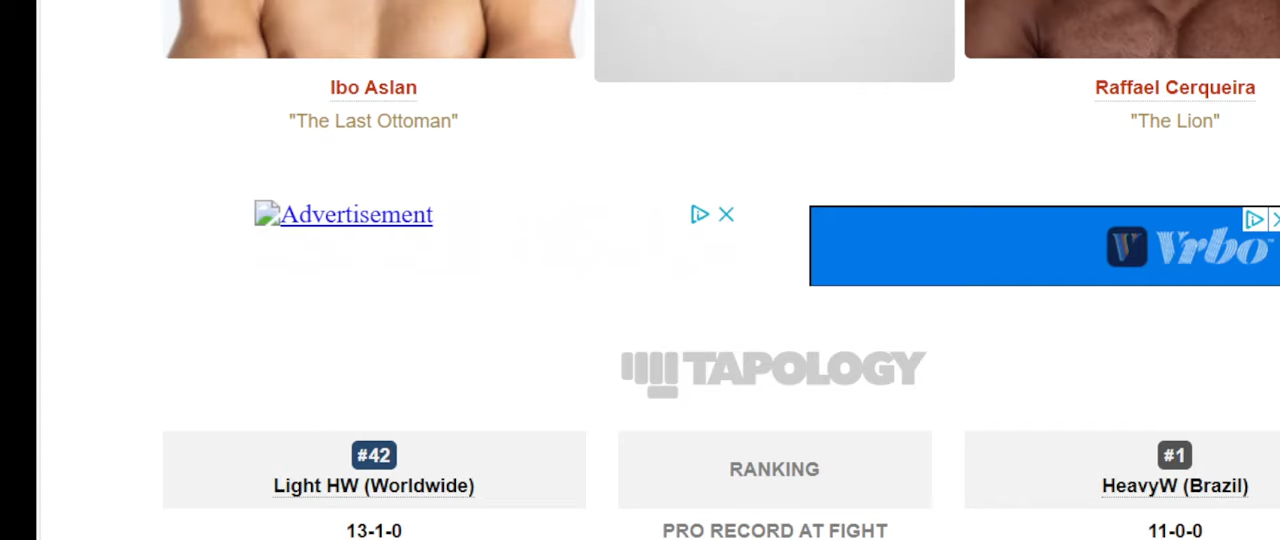 Ibo Aslan
Raffael Cerqueira
"The Last Ottoman"
"The Lion"
Advertisement
Vrbo
TAPOLOGY
#42
Light HW (Worldwide)
RANKING
#1
HeavyW (Brazil)
13-1-0
PRO RECORD AT FIGHT
11-0-0